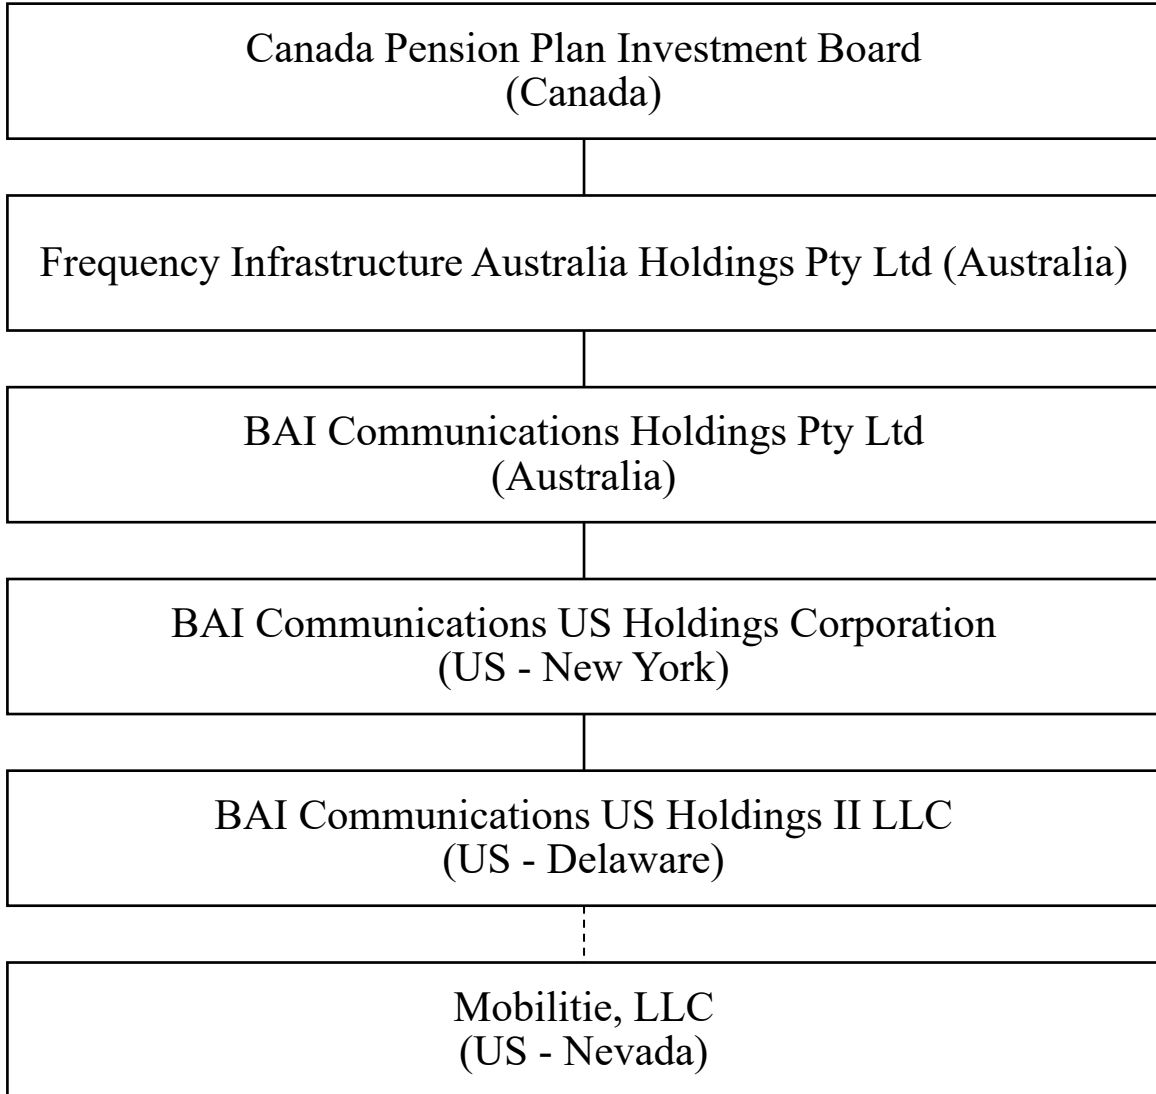 Canada Pension Plan Investment Board
(Canada)
Frequency Infrastructure Australia Holdings Pty Ltd (Australia)
BAI Communications Holdings Pty Ltd
(Australia)
BAI Communications US Holdings Corporation
(US - New York)
BAI Communications US Holdings II LLC
(US - Delaware)
Mobilitie, LLC
(US - Nevada)